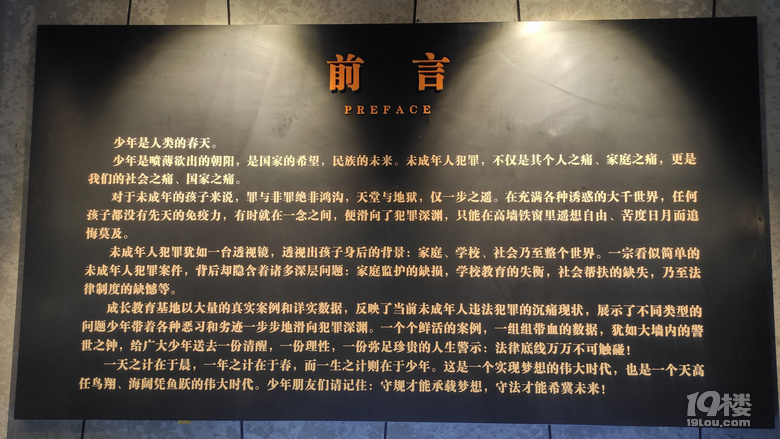 前言
PREFACE
少年是人类的春天。
少年是喷薄欲出的朝阳，是国家的希望，民族的未来。未成年人犯罪，不仅是其个人之痛、家庭之痛，更是
我们的社会之痛、国家之痛。
对于未成年的孩子来说，罪与非罪绝非鸿沟，天堂与地狱，仅一步之遥。在充满各种诱惑的大千世界，任何
孩子都没有先天的免疫力，有时就在一念之间，便滑向了犯罪深渊，只能在高墙铁窗里遥想自由、苦度日月而追
悔莫及。
未成年人犯罪犹如一台透视镜，透视出孩子身后的背景：家庭、学校、社会乃至整个世界。一宗看似简单的
未成年人犯罪案件，背后却隐含着诸多深层问题：家庭监护的缺损，学校教育的失衡，社会帮扶的缺失，乃至法
律制度的缺憾等。
成长教育基地以大量的真实案例和详实数据，反映了当前未成年人违法犯罪的沉痛现状，展示了不同类型的
问题少年带着各种恶习和劣迹一步步地滑向犯罪深渊。一个个鲜活的案例，一组组带血的数据，犹如大墙内的警
世之钟，给广大少年送去一份清醒，一份理性，一份弥足珍贵的人生警示：法律底线万万不可触碰！
一天之计在于晨，一年之计在于春，而一生之计则在于少年。这是一个实现梦想的伟大时代，也是一个天高
任鸟翔、海阔凭鱼跃的伟大时代。少年朋友们请记住：守规才能承载梦想，守法才能希冀未来！
19楼
19lou.com